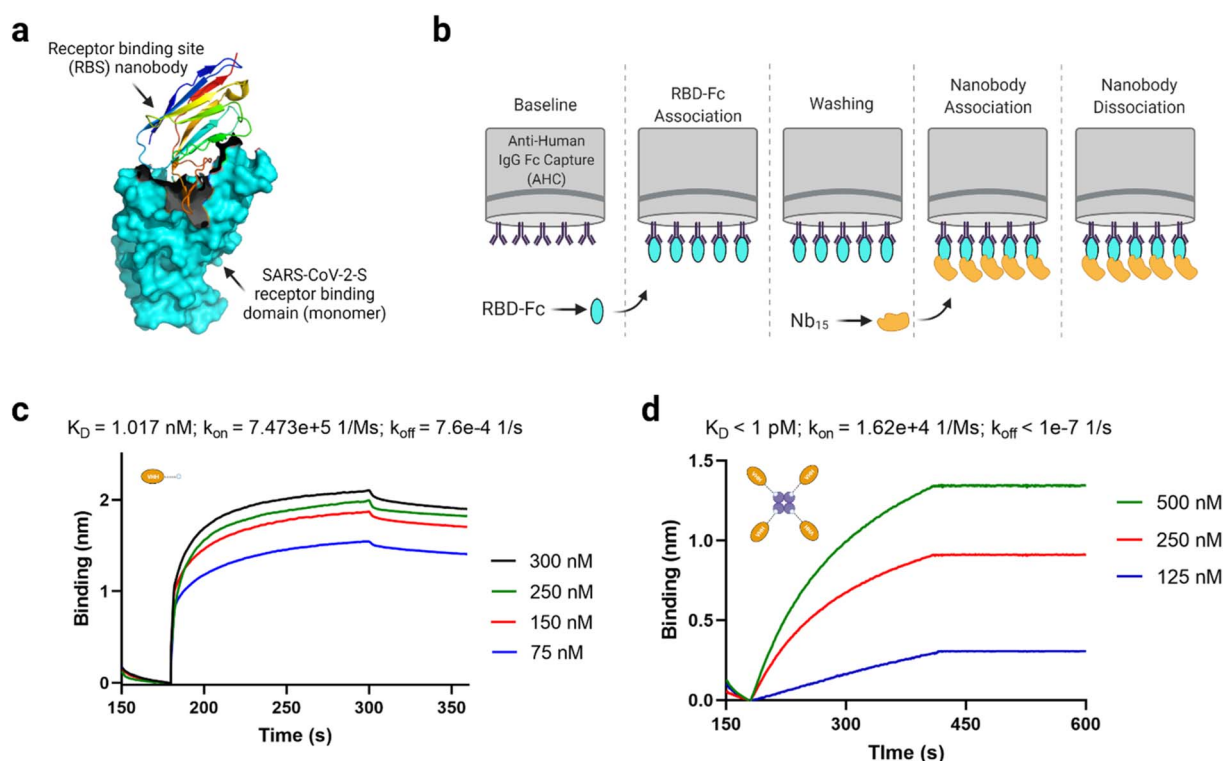 a
Receptor binding site
(RBS) nanobody
SARS-CoV-2-S
receptor binding
domain (monomer)
b
Baseline
RBD-Fc
Association
Washing
Nanobody
Association
Nanobody
Dissociation
Anti-Human
IgG Fc Capture
(AHC)
RBD-Fc
Nb15
c
KD = 1.017 nM; kon = 7.473e+5 1/Ms; koff = 7.6e-4 1/s
Binding (nm)
2
1
0
150 200 250 300 350
Time (s)
300 nM
250 nM
150 nM
75 nM
d
KD < 1 pM; kon = 1.62e+4 1/Ms; koff < 1e-7 1/s
Binding (nm)
1.5
1.0
0.5
0.0
150 300 450 600
TIme (s)
500 nM
250 nM
125 nM